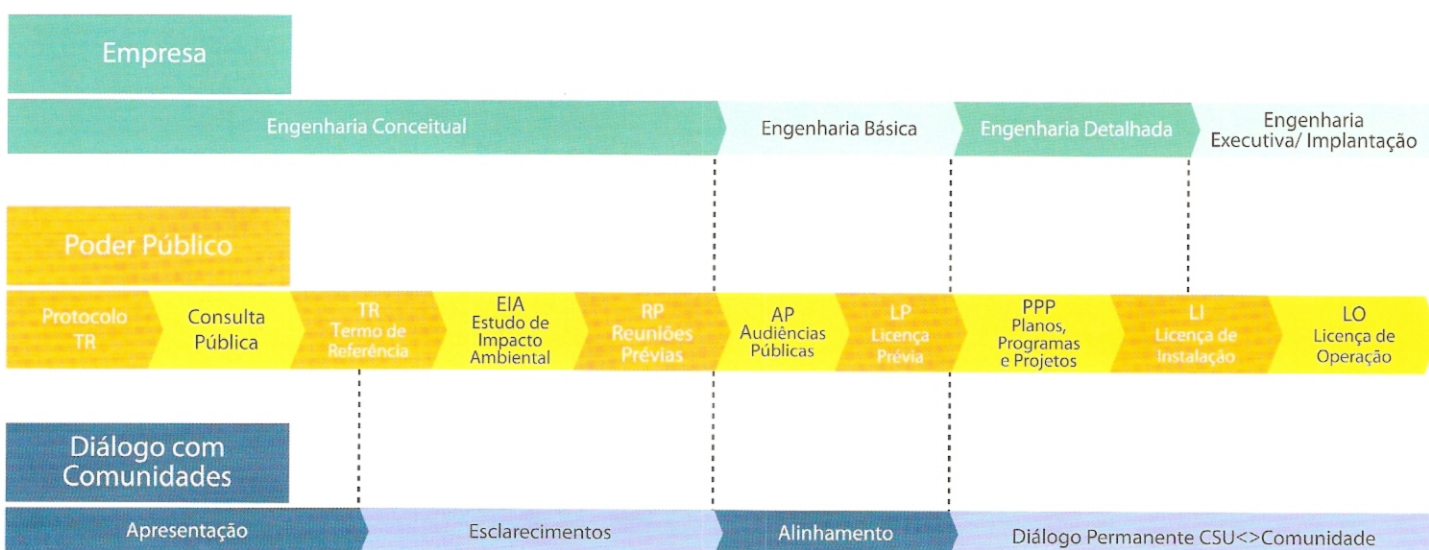 Empresa
Engenharia Conceitual
Engenharia Básica
Engenharia Detalhada
Engenharia
Executiva/ Implantação
Poder Público
Protocolo
TR
Consulta
Pública
TR
Termo de
Referência
EIA
Estudo de
Impacto
Ambiental
RP
Reuniões
Prévias
AP
Audiências
Públicas
LP
Licença
Prévia
PPP
Planos,
Programas
e Projetos
LI
Licença de
Instalação
LO
Licença de
Operação
Diálogo com
Comunidades
Apresentação
Esclarecimentos
Alinhamento
Diálogo Permanente CSU<>Comunidade